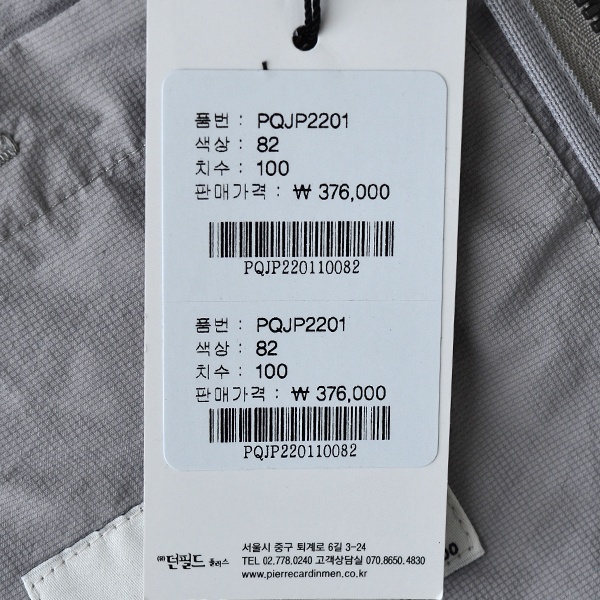 품번 : PQJP2201
색상 : 82
치수 : 100
판매가격 : ₩ 376,000
PQJP220110082
품번 : PQJP2201
색상 : 82
치수 : 100
판매가격 : ₩ 376,000
PQJP220110082
㈜던필드 플러스
서울시 중구 퇴계로 6길 3-24
TEL 02.778.0240 고객상담실 070.8650.4830
www.pierrecardinmen.co.kr